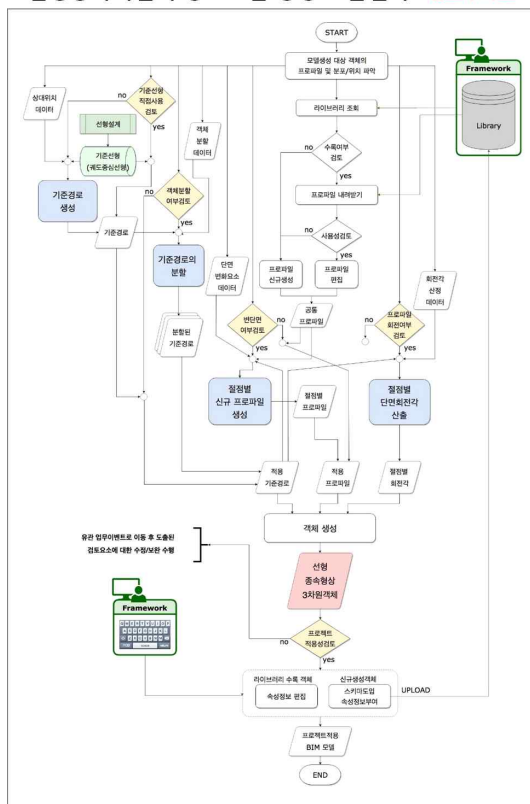 START
모델생성 대상 객체의
프로파일 및 분포/위치 파악
Framework
Library
라이브러리 조회
수록여부
검토
no
yes
프로파일 내려받기
사용성검토
no
yes
프로파일
신규생성
프로파일
편집
공통
프로파일
상대위치
데이터
no
기준선형
직접사용
검토
yes
선형설계
기준선형
(궤도중심선형)
객체
분할
데이터
기준경로
생성
no
객체분할
여부검토
yes
기준경로
기준경로의
분할
단면
변화요소
데이터
분할된
기준경로
변단면
여부검토
no
yes
회전각
산정
데이터
프로파일
회전여부
검토
no
yes
절점별
신규 프로파일
생성
절점별
프로파일
절점별
단면회전각
산출
적용
기준경로
적용
프로파일
절점별
회전각
객체 생성
유관 업무이벤트로 이동 후 도출된
검토요소에 대한 수정/보완 수행
선형
종속형상
3차원객체
Framework
no
프로젝트
적용성검토
yes
라이브러리 수록 객체
속성정보 편집
신규생성객체
스키마도입
속성정보부여
UPLOAD
프로젝트적용
BIM 모델
END